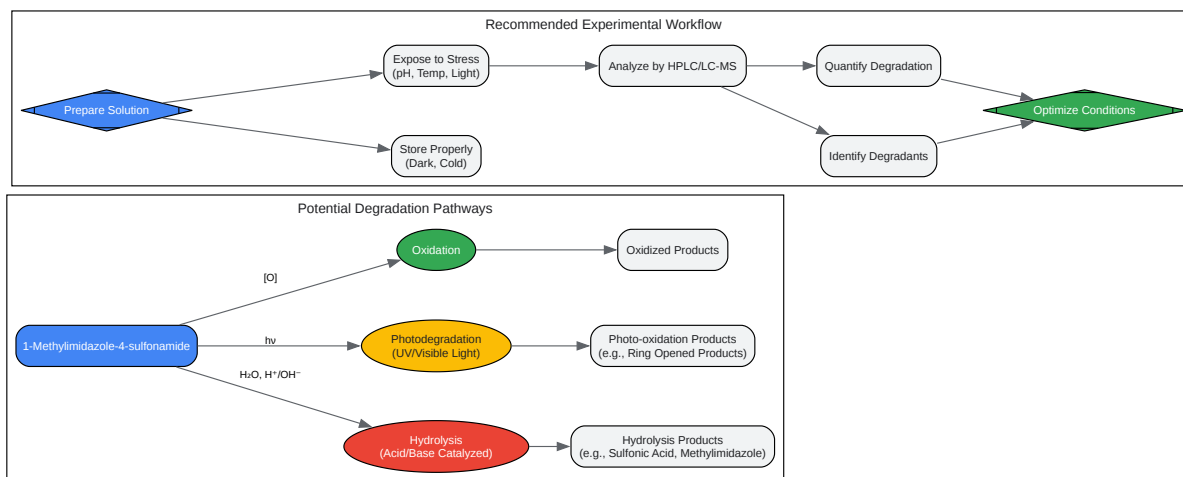 Recommended Experimental Workflow
Prepare Solution
Expose to Stress
(pH, Temp, Light)
Store Properly
(Dark, Cold)
Analyze by HPLC/LC-MS
Quantify Degradation
Identify Degradants
Optimize Conditions
Potential Degradation Pathways
1-Methylimidazole-4-sulfonamide
[O]
hν
H₂O, H⁺/OH⁻
Oxidation
Oxidized Products
Photodegradation
(UV/Visible Light)
Photo-oxidation Products
(e.g., Ring Opened Products)
Hydrolysis
(Acid/Base Catalyzed)
Hydrolysis Products
(e.g., Sulfonic Acid, Methylimidazole)